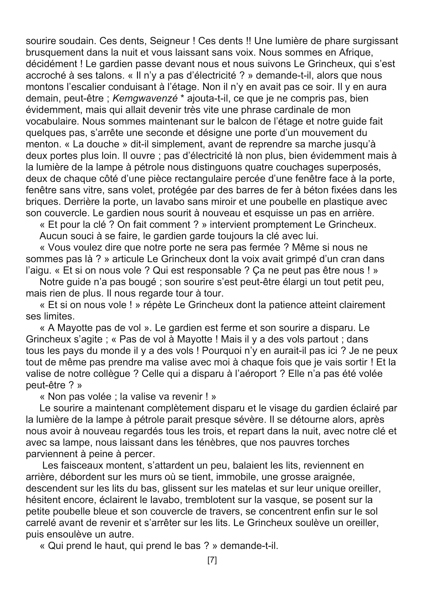 sourire soudain. Ces dents, Seigneur ! Ces dents !! Une lumière de phare surgissant
brusquement dans la nuit et vous laissant sans voix. Nous sommes en Afrique,
décidément ! Le gardien passe devant nous et nous suivons Le Grincheux, qui s'est
accroché à ses talons. « Il n'y a pas d'électricité ? » demande-t-il, alors que nous
montons l'escalier conduisant à l'étage. Non il n'y en avait pas ce soir. Il y en aura
demain, peut-être ; Kemgwavenzé * ajouta-t-il, ce que je ne compris pas, bien
évidemment, mais qui allait devenir très vite une phrase cardinale de mon
vocabulaire. Nous sommes maintenant sur le balcon de l'étage et notre guide fait
quelques pas, s'arrête une seconde et désigne une porte d'un mouvement du
menton. « La douche » dit-il simplement, avant de reprendre sa marche jusqu'à
deux portes plus loin. Il ouvre ; pas d'électricité là non plus, bien évidemment mais à
la lumière de la lampe à pétrole nous distinguons quatre couchages superposés,
deux de chaque côté d'une pièce rectangulaire percée d'une fenêtre face à la porte,
fenêtre sans vitre, sans volet, protégée par des barres de fer à béton fixées dans les
briques. Derrière la porte, un lavabo sans miroir et une poubelle en plastique avec
son couvercle. Le gardien nous sourit à nouveau et esquisse un pas en arrière.
« Et pour la clé ? On fait comment ? » intervient promptement Le Grincheux.
Aucun souci à se faire, le gardien garde toujours la clé avec lui.
« Vous voulez dire que notre porte ne sera pas fermée ? Même si nous ne
sommes pas là ? » articule Le Grincheux dont la voix avait grimpé d'un cran dans
l'aigu. « Et si on nous vole ? Qui est responsable ? Ça ne peut pas être nous ! »
Notre guide n'a pas bougé ; son sourire s'est peut-être élargi un tout petit peu,
mais rien de plus. Il nous regarde tour à tour.
« Et si on nous vole ! » répète Le Grincheux dont la patience atteint clairement
ses limites.
« A Mayotte pas de vol ». Le gardien est ferme et son sourire a disparu. Le
Grincheux s'agite ; « Pas de vol à Mayotte ! Mais il y a des vols partout ; dans
tous les pays du monde il y a des vols ! Pourquoi n'y en aurait-il pas ici ? Je ne peux
tout de même pas prendre ma valise avec moi à chaque fois que je vais sortir ! Et la
valise de notre collègue ? Celle qui a disparu à l'aéroport ? Elle n'a pas été volée
peut-être ? »
« Non pas volée ; la valise va revenir ! »
Le sourire a maintenant complètement disparu et le visage du gardien éclairé par
la lumière de la lampe à pétrole parait presque sévère. Il se détourne alors, après
nous avoir à nouveau regardés tous les trois, et repart dans la nuit, avec notre clé et
avec sa lampe, nous laissant dans les ténèbres, que nos pauvres torches
parviennent à peine à percer.
Les faisceaux montent, s'attardent un peu, balaient les lits, reviennent en
arrière, débordent sur les murs où se tient, immobile, une grosse araignée,
descendent sur les lits du bas, glissent sur les matelas et sur leur unique oreiller,
hésitent encore, éclairent le lavabo, tremblotent sur la vasque, se posent sur la
petite poubelle bleue et son couvercle de travers, se concentrent enfin sur le sol
carrelé avant de revenir et s'arrêter sur les lits. Le Grincheux soulève un oreiller,
puis ensoulève un autre.
« Qui prend le haut, qui prend le bas ? » demande-t-il.
[7]